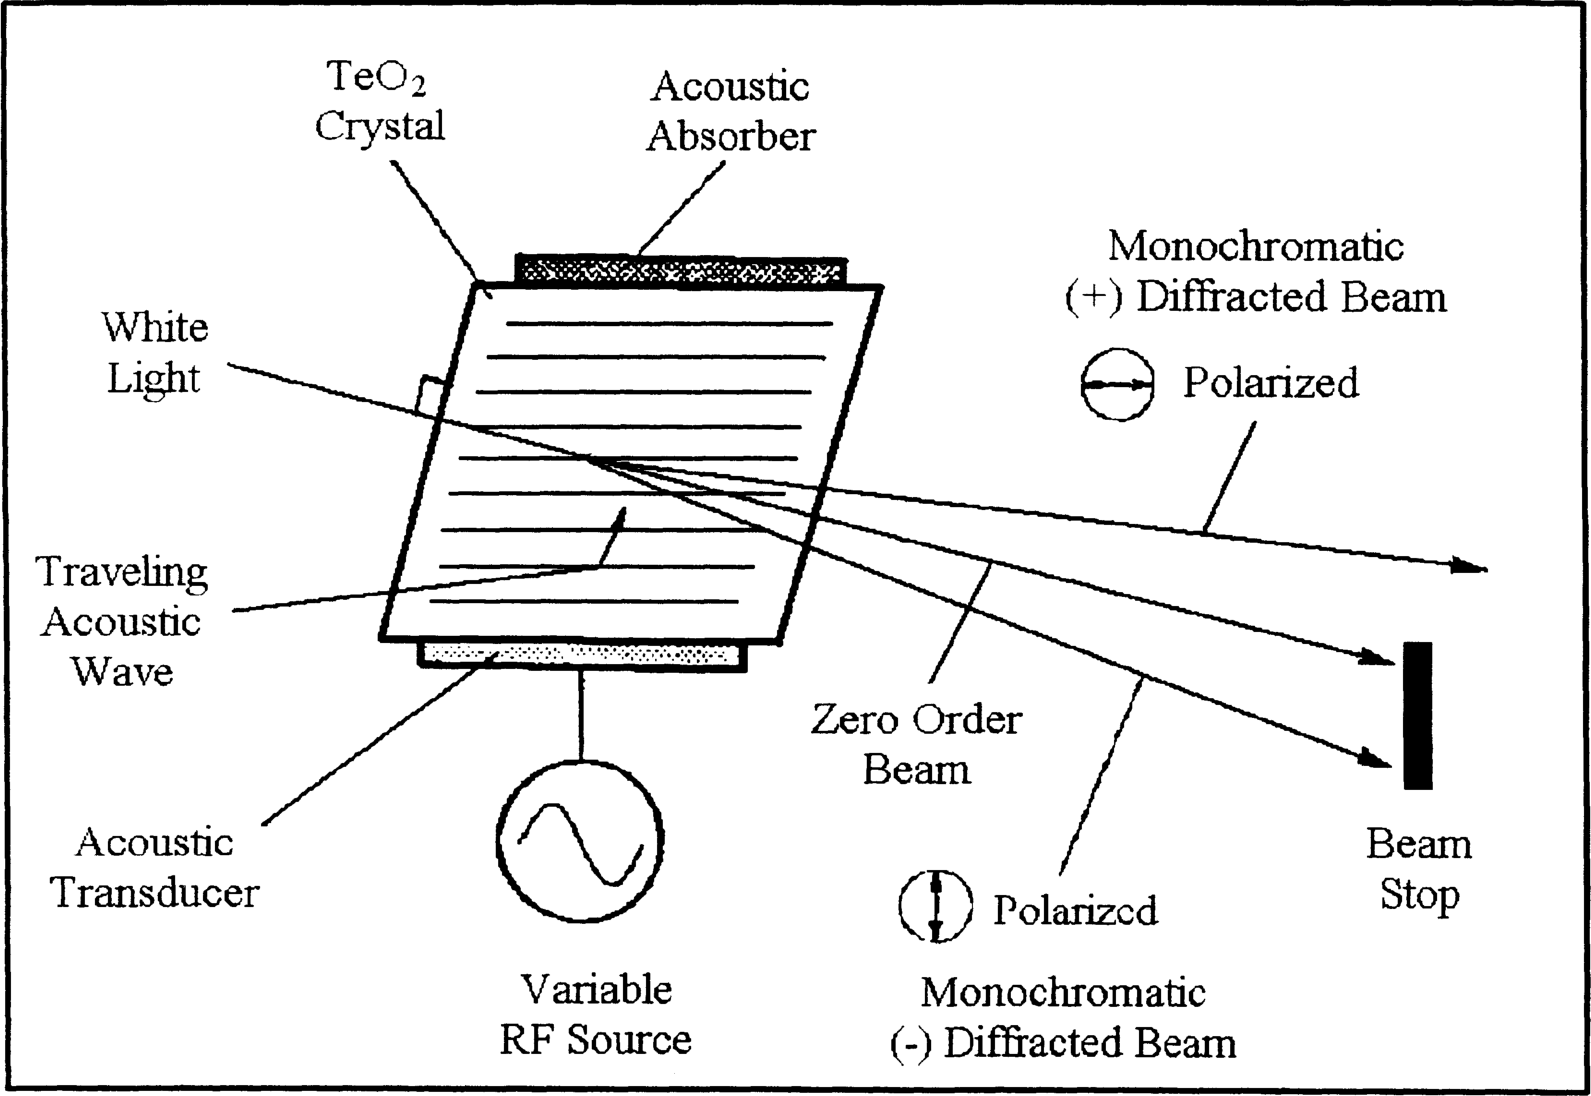 TeO₂
Crystal
Acoustic
Absorber
Monochromatic
(+) Diffracted Beam
Polarized
White
Light
Traveling
Acoustic
Wave
Zero Order
Beam
Acoustic
Transducer
Beam
Stop
Polarized
Variable
RF Source
Monochromatic
(-) Diffracted Beam